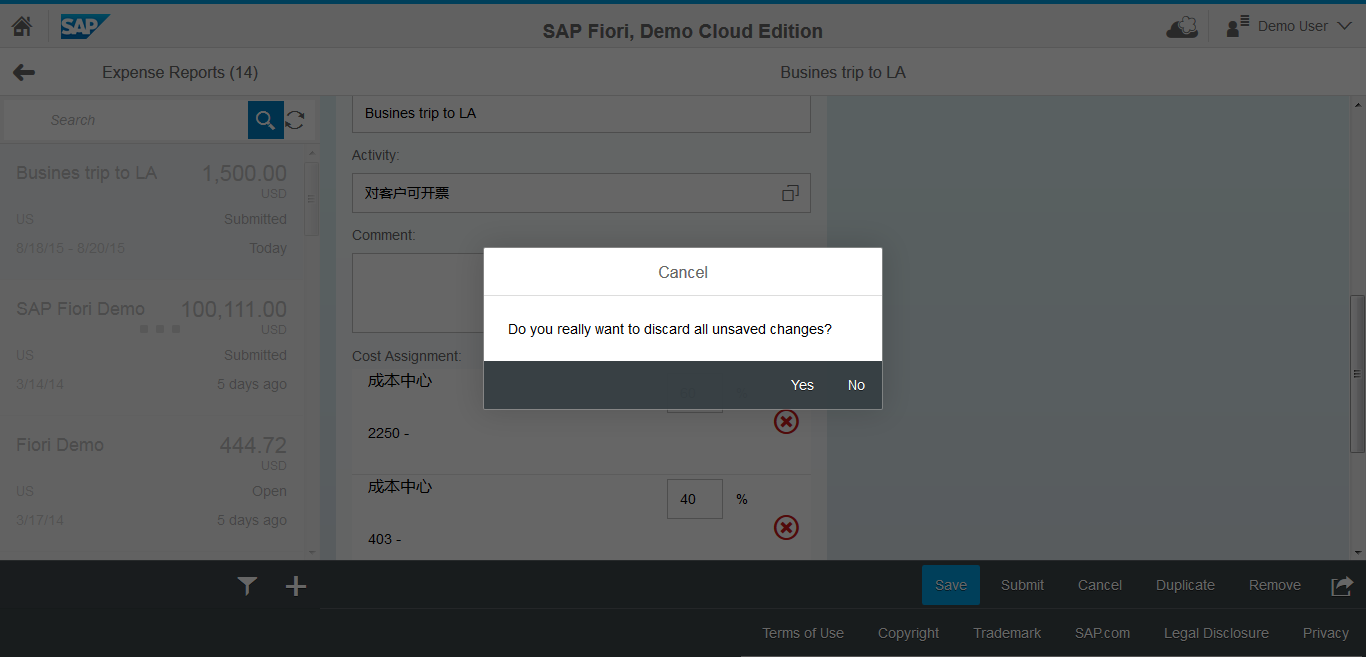 SAP
SAP Fiori, Demo Cloud Edition
Demo User
Expense Reports (14)
Busines trip to LA
Search
Busines trip to LA 1,500.00
USD
US Submitted
8/18/15 - 8/20/15 Today
SAP Fiori Demo 100,111.00
USD
US Submitted
3/14/14 5 days ago
Fiori Demo 444.72
USD
US Open
3/17/14 5 days ago
Busines trip to LA
Activity:
对客户可开票
Comment:
Cost Assignment:
成本中心
2250 -
成本中心
40 %
403 -
Cancel
Do you really want to discard all unsaved changes?
Yes No
Save Submit Cancel Duplicate Remove
Terms of Use Copyright Trademark SAP.com Legal Disclosure Privacy